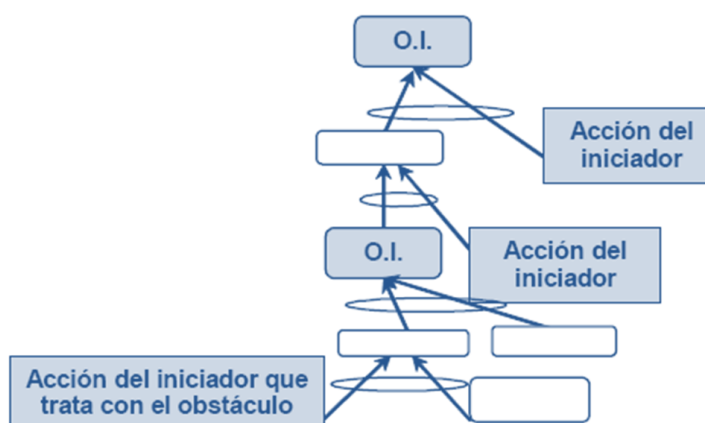 O.I.
Acción del
iniciador
O.I.
Acción del
iniciador
Acción del iniciador que
trata con el obstáculo